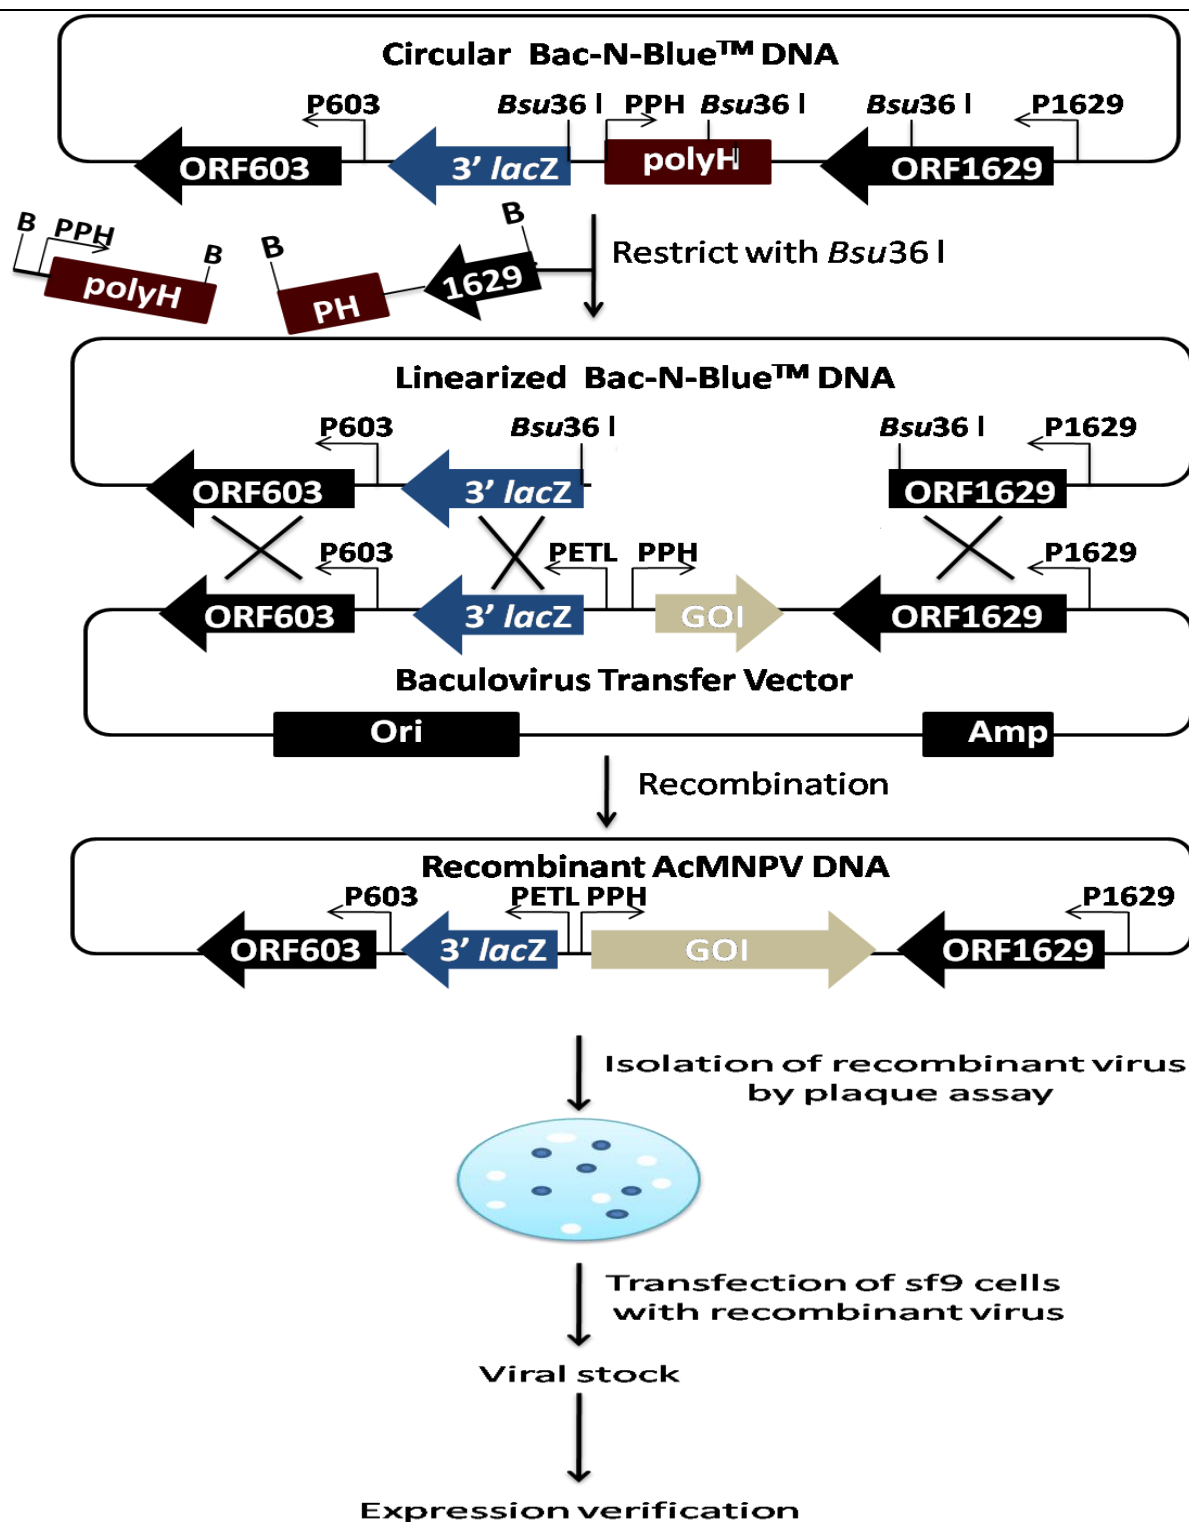 Circular Bac-N-Blue™ DNA
P603 Bsu36 I PPH Bsu36 I Bsu36 I P1629
ORF603 3' lacZ polyH ORF1629
B PPH B B B
polyH PH 1629
Restrict with Bsu36 I
Linearized Bac-N-Blue™ DNA
P603 Bsu36 I Bsu36 I P1629
ORF603 3' lacZ ORF1629
P603 PETL PPH P1629
ORF603 3' lacZ GOI ORF1629
Baculovirus Transfer Vector
Ori Amp
Recombination
Recombinant AcMNPV DNA
P603 PETL PPH P1629
ORF603 3' lacZ GOI ORF1629
Isolation of recombinant virus
by plaque assay
Transfection of sf9 cells
with recombinant virus
Viral stock
Expression verification